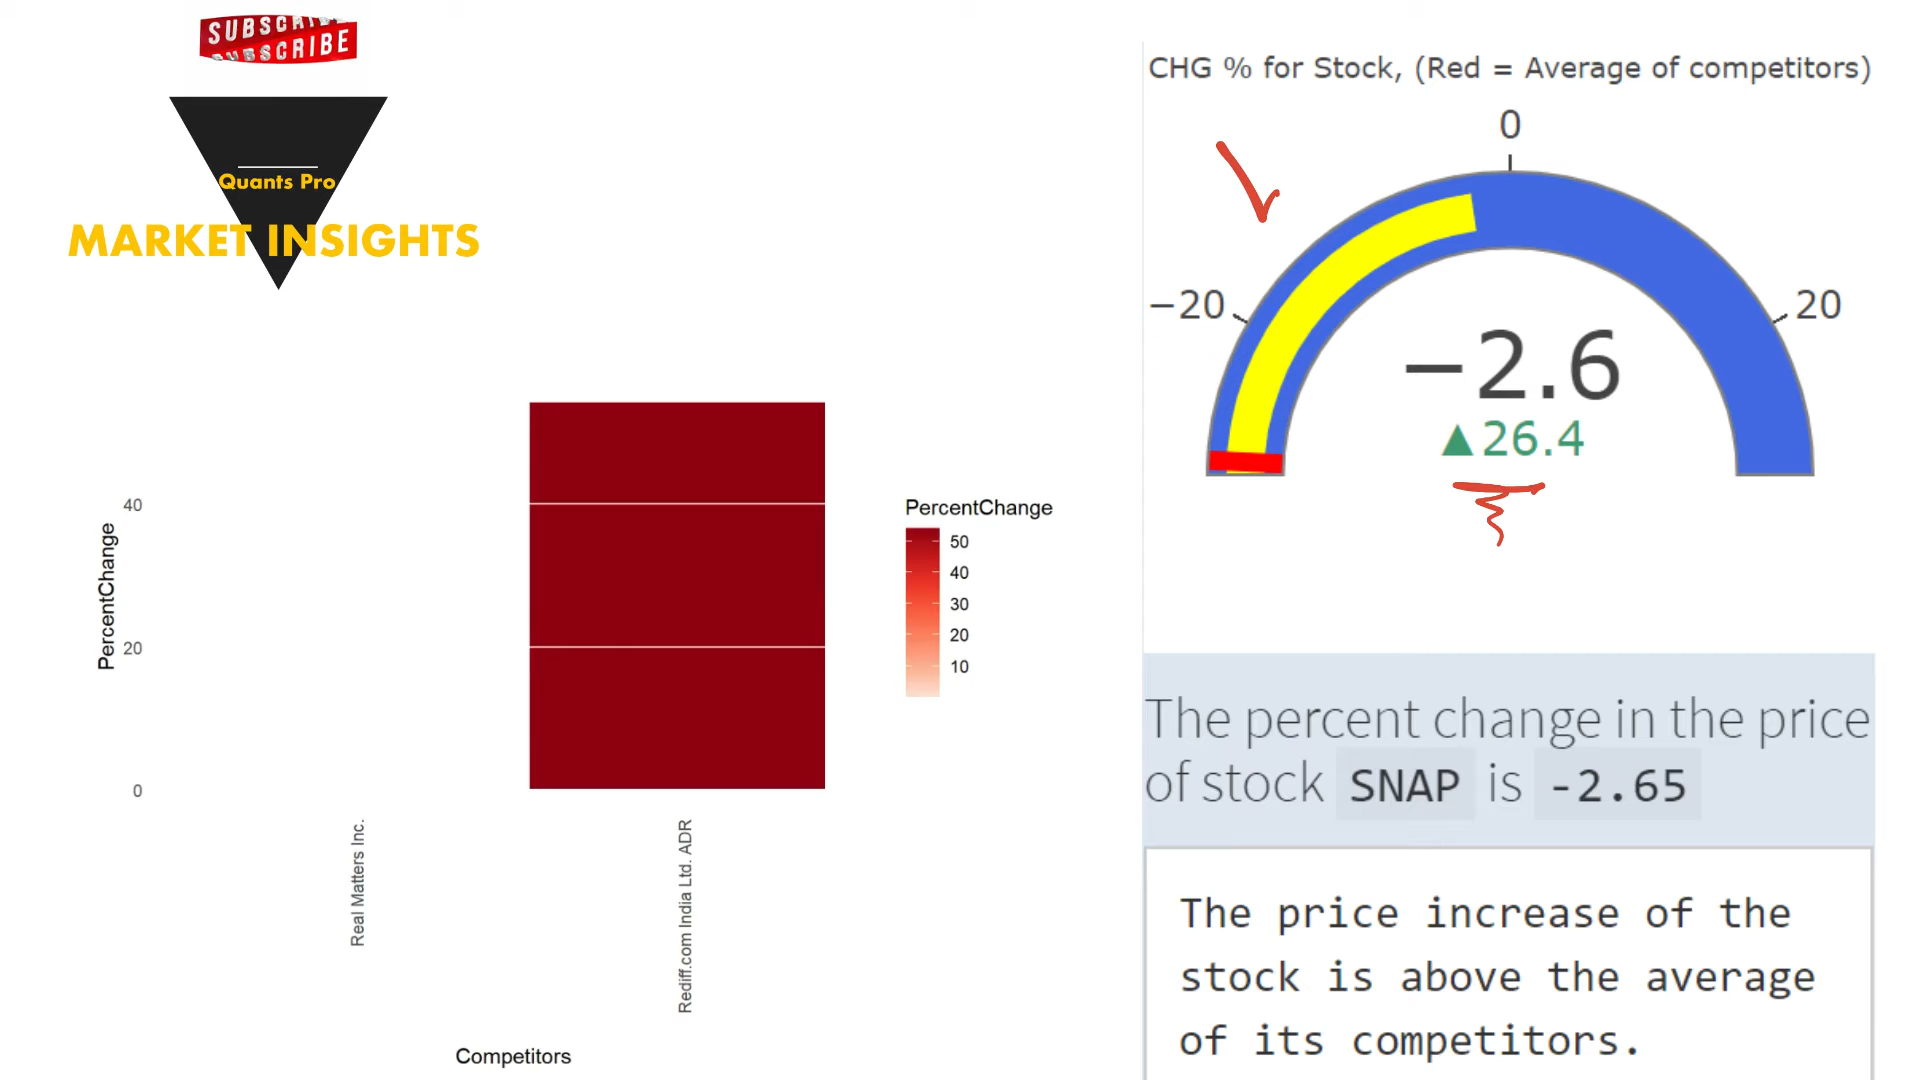 SUBSCRIBE
SUBSCRIBE
Quants Pro
MARKET INSIGHTS
PercentChange
40
20
0
Real Matters Inc.
Rediff.com India Ltd. ADR
Competitors
PercentChange
50
40
30
20
10
CHG % for Stock, (Red = Average of competitors)
0
−20
20
−2.6
▲26.4
The percent change in the price
of stock SNAP is -2.65
The price increase of the
stock is above the average
of its competitors.